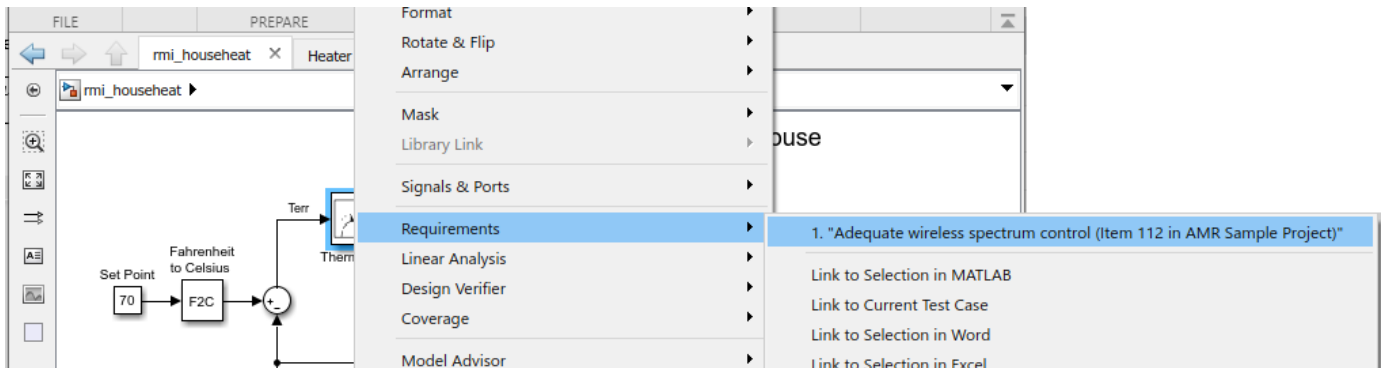 FILE
PREPARE
rmi_househeat
Heater
rmi_househeat
Terr
Fahrenheit
to Celsius
Set Point
70
F2C
Format
Rotate & Flip
Arrange
Mask
Library Link
Signals & Ports
Requirements
Linear Analysis
Design Verifier
Coverage
Model Advisor
1. "Adequate wireless spectrum control (Item 112 in AMR Sample Project)"
Link to Selection in MATLAB
Link to Current Test Case
Link to Selection in Word
Link to Selection in Excel